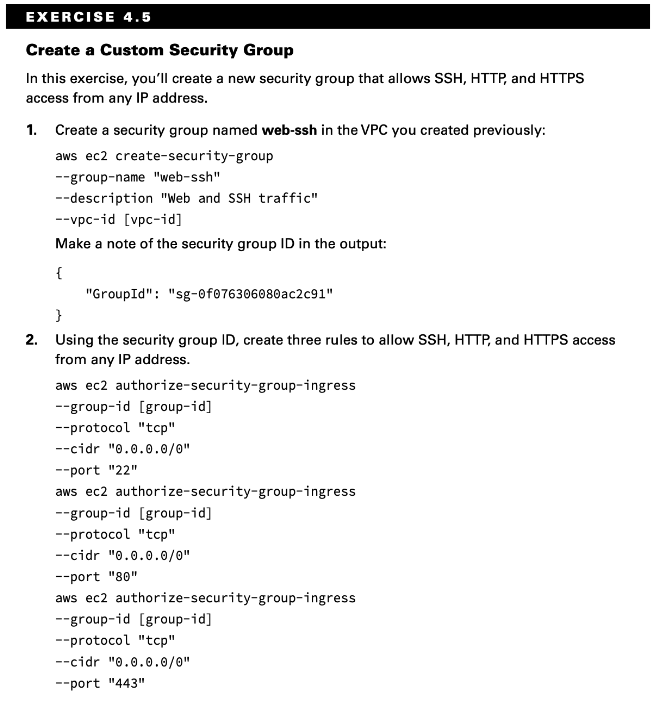 EXERCISE 4.5
Create a Custom Security Group
In this exercise, you'll create a new security group that allows SSH, HTTP, and HTTPS
access from any IP address.
1. Create a security group named web-ssh in the VPC you created previously:
aws ec2 create-security-group
--group-name "web-ssh"
--description "Web and SSH traffic"
--vpc-id [vpc-id]
Make a note of the security group ID in the output:
{
"GroupId": "sg-0f076306080ac2c91"
}
2. Using the security group ID, create three rules to allow SSH, HTTP, and HTTPS access
from any IP address.
aws ec2 authorize-security-group-ingress
--group-id [group-id]
--protocol "tcp"
--cidr "0.0.0.0/0"
--port "22"
aws ec2 authorize-security-group-ingress
--group-id [group-id]
--protocol "tcp"
--cidr "0.0.0.0/0"
--port "80"
aws ec2 authorize-security-group-ingress
--group-id [group-id]
--protocol "tcp"
--cidr "0.0.0.0/0"
--port "443"